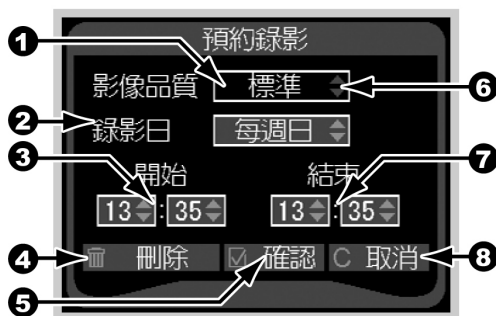 預約錄影
1 影像品質 標準 6
2 錄影日 每週日
3 開始 結束 7
13 : 35 13 : 35
4 刪除 確認 C 取消 8
5